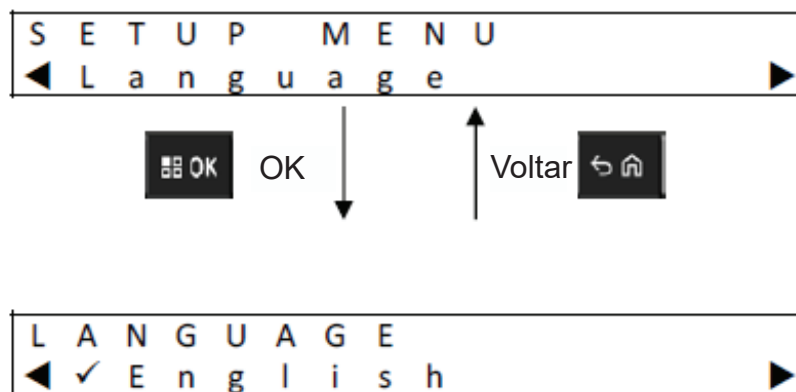 SETUP MENU
◀ Language ▶
OK OK Voltar
LANGUAGE
◀ ✓ English ▶